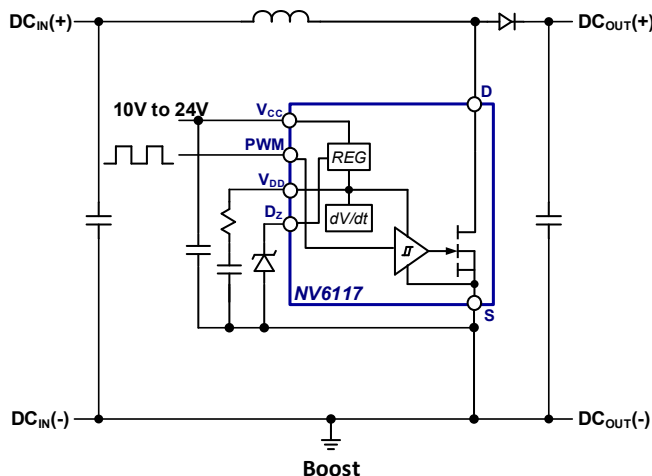 DCIN(+)
DCOUT(+)
D
10V to 24V
VCC
PWM
REG
VDD
dV/dt
DZ
NV6117
S
DCIN(-)
DCOUT(-)
Boost